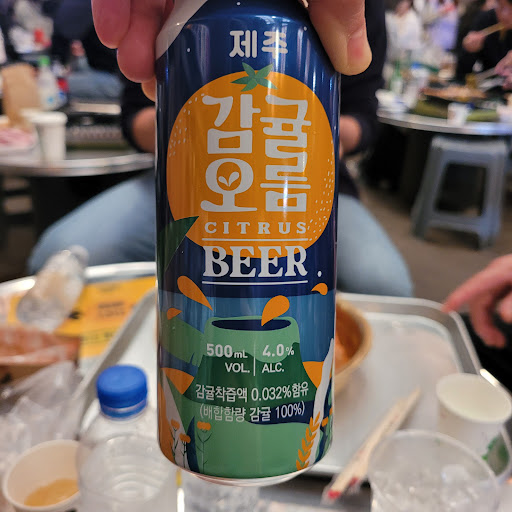 제주
감귤
오름
CITRUS
BEER
500mL 4.0%
VOL. ALC.
감귤착즙액 0.032%함유
(배합함량 감귤 100%)